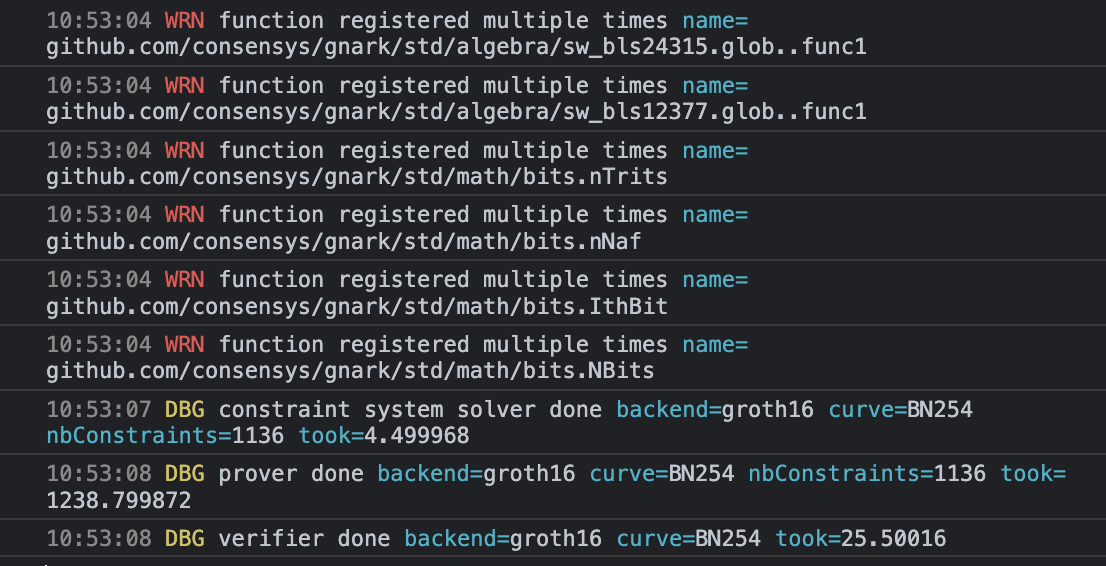 10:53:04 WRN function registered multiple times name=
github.com/consensys/gnark/std/algebra/sw_bls24315.glob..func1
10:53:04 WRN function registered multiple times name=
github.com/consensys/gnark/std/algebra/sw_bls12377.glob..func1
10:53:04 WRN function registered multiple times name=
github.com/consensys/gnark/std/math/bits.nTrits
10:53:04 WRN function registered multiple times name=
github.com/consensys/gnark/std/math/bits.nNaf
10:53:04 WRN function registered multiple times name=
github.com/consensys/gnark/std/math/bits.IthBit
10:53:04 WRN function registered multiple times name=
github.com/consensys/gnark/std/math/bits.NBits
10:53:07 DBG constraint system solver done backend=groth16 curve=BN254
nbConstraints=1136 took=4.499968
10:53:08 DBG prover done backend=groth16 curve=BN254 nbConstraints=1136 took=
1238.799872
10:53:08 DBG verifier done backend=groth16 curve=BN254 took=25.50016